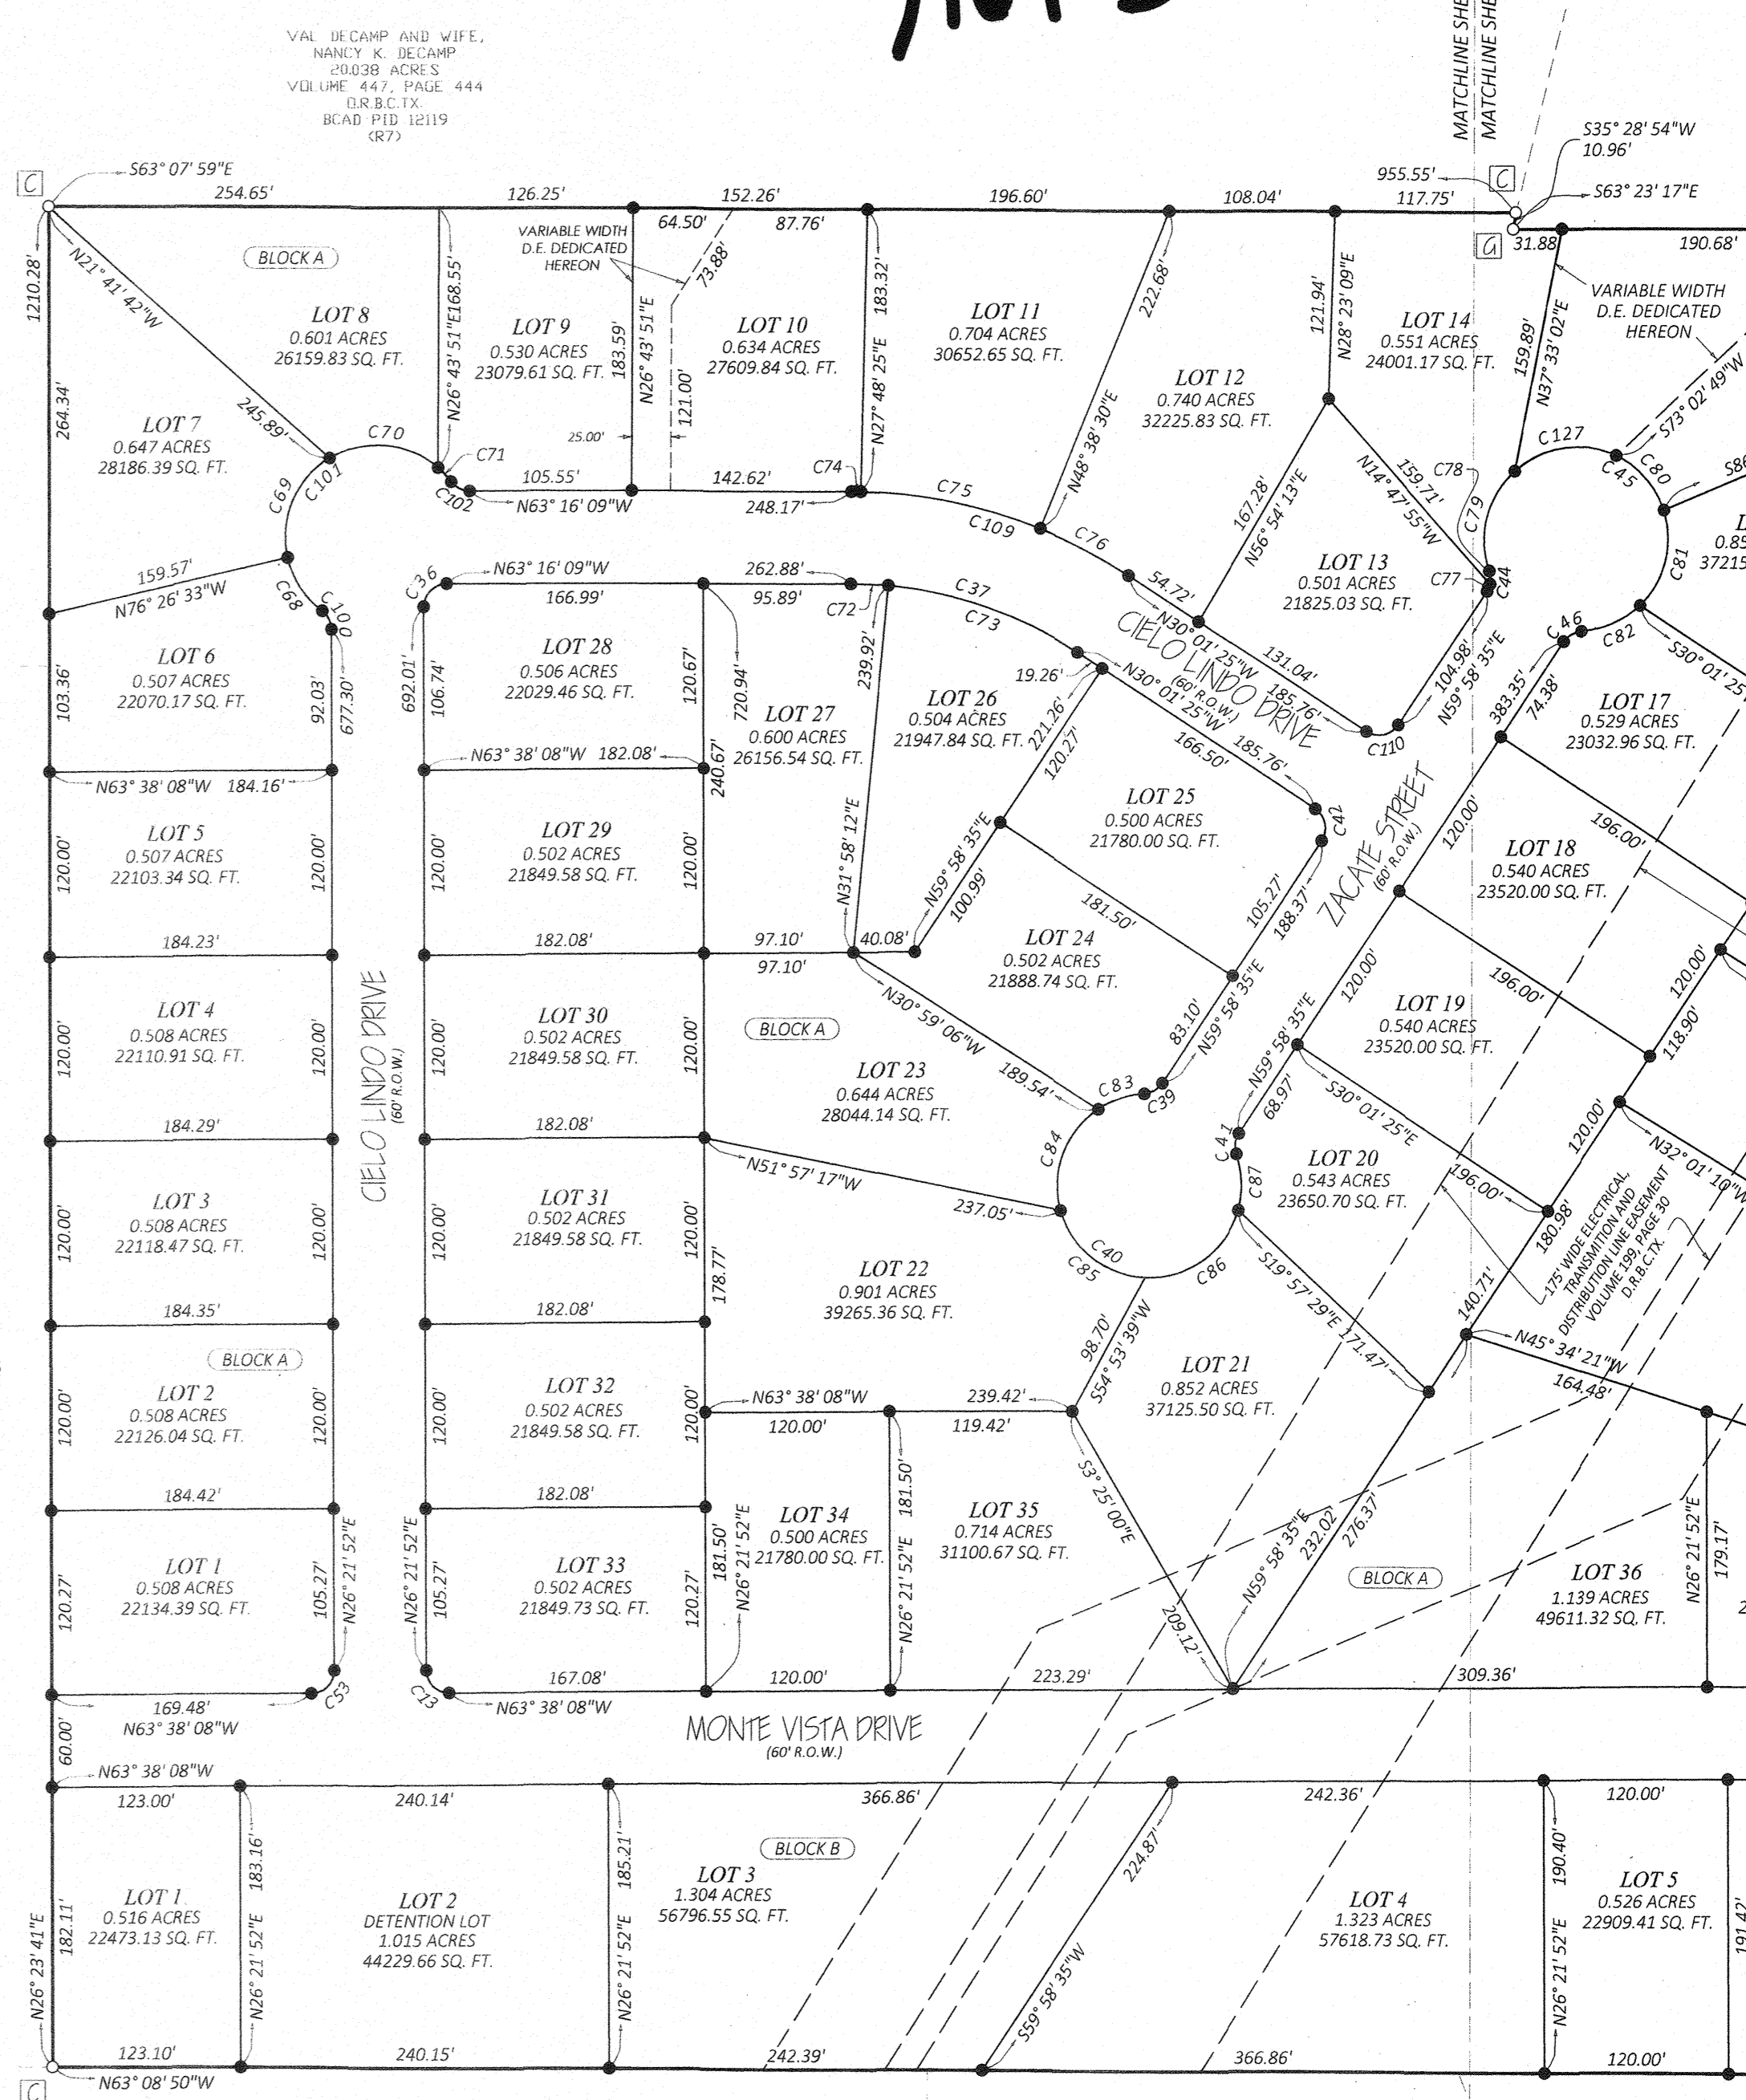 VAL DECAMP AND WIFE,
NANCY K. DECAMP
20.038 ACRES
VOLUME 447, PAGE 444
O.R.B.C.TX.
BCAD PID 12119
(R7)
MATCHLINE SHE
MATCHLINE SHE
S35° 28' 54"W
10.96'
S63° 23' 17"E
C
S63° 07' 59"E
254.65'
126.25'
152.26'
64.50'
87.76'
196.60'
108.04'
955.55'
117.75'
C
G
31.88'
190.68'
1210.28'
264.34'
N21° 41' 42"W
245.89'
BLOCK A
LOT 8
0.601 ACRES
26159.83 SQ. FT.
N26° 43' 51"E168.55'
LOT 9
0.530 ACRES
23079.61 SQ. FT.
VARIABLE WIDTH
D.E. DEDICATED
HEREON
183.59'
N26° 43' 51"E
73.88'
121.00'
25.00'
LOT 10
0.634 ACRES
27609.84 SQ. FT.
N27° 48' 25"E 183.32'
LOT 11
0.704 ACRES
30652.65 SQ. FT.
222.68'
N48° 38' 30"E
LOT 12
0.740 ACRES
32225.83 SQ. FT.
121.94'
N28° 23' 09"E
LOT 14
0.551 ACRES
24001.17 SQ. FT.
159.89'
N37° 33' 02"E
VARIABLE WIDTH
D.E. DEDICATED
HEREON
S73° 02' 49"W
LOT 7
0.647 ACRES
28186.39 SQ. FT.
C70
C69
C101
C71
C102
105.55'
N63° 16' 09"W
142.62'
248.17'
C74
C75
C109
C76
167.28'
N56° 54' 13"E
159.71'
N14° 47' 55"W
C78
C79
C127
C45
C80
S86
C81
L
0.85
37215
LOT 13
0.501 ACRES
21825.03 SQ. FT.
C77
C44
C46
C82
S30° 01' 25"
159.57'
N76° 26' 33"W
C68
C100
C36
N63° 16' 09"W
166.99'
262.88'
95.89'
C72
C37
C73
54.72'
N30° 01' 25"W
131.04'
185.76'
CIELO LINDO DRIVE
(60' R.O.W.)
104.98'
N59° 58' 35"E
C110
383.35'
74.38'
LOT 17
0.529 ACRES
23032.96 SQ. FT.
LOT 6
0.507 ACRES
22070.17 SQ. FT.
103.36'
92.03'
677.30'
692.01'
106.74'
LOT 28
0.506 ACRES
22029.46 SQ. FT.
120.67'
720.94'
240.67'
LOT 27
0.600 ACRES
26156.54 SQ. FT.
239.92'
N31° 58' 12"E
LOT 26
0.504 ACRES
21947.84 SQ. FT.
19.26'
N30° 01' 25"W
221.26'
120.27'
166.50'
185.76'
C42
N63° 38' 08"W 184.16'
N63° 38' 08"W 182.08'
LOT 5
0.507 ACRES
22103.34 SQ. FT.
120.00'
120.00'
LOT 29
0.502 ACRES
21849.58 SQ. FT.
120.00'
120.00'
N59° 58' 35"E
100.99'
LOT 25
0.500 ACRES
21780.00 SQ. FT.
181.50'
105.27'
188.37'
ZACATE STREET
(60' R.O.W.)
120.00'
196.00'
LOT 18
0.540 ACRES
23520.00 SQ. FT.
184.23'
182.08'
97.10'
97.10'
40.08'
LOT 24
0.502 ACRES
21888.74 SQ. FT.
83.10'
N59° 58' 35"E
120.00'
196.00'
120.00'
118.90'
LOT 4
0.508 ACRES
22110.91 SQ. FT.
120.00'
120.00'
CIELO LINDO DRIVE
(60' R.O.W.)
120.00'
LOT 30
0.502 ACRES
21849.58 SQ. FT.
120.00'
BLOCK A
N30° 59' 06"W
189.54'
LOT 23
0.644 ACRES
28044.14 SQ. FT.
C83
C39
C84
LOT 19
0.540 ACRES
23520.00 SQ. FT.
N59° 58' 35"E
68.97'
S30° 01' 25"E
196.00'
120.00'
N32° 01' 10"W
184.29'
182.08'
N51° 57' 17"W
237.05'
C41
C87
LOT 20
0.543 ACRES
23650.70 SQ. FT.
LOT 3
0.508 ACRES
22118.47 SQ. FT.
120.00'
120.00'
120.00'
LOT 31
0.502 ACRES
21849.58 SQ. FT.
120.00'
178.77'
LOT 22
0.901 ACRES
39265.36 SQ. FT.
C40
C85
C86
98.70'
S54° 53' 39"W
S19° 57' 29"E 171.47'
180.98'
140.71'
175' WIDE ELECTRICAL,
TRANSMITION AND
DISTRIBUTION LINE EASEMENT
VOLUME 199, PAGE 30
D.R.B.C.TX.
184.35'
182.08'
BLOCK A
LOT 2
0.508 ACRES
22126.04 SQ. FT.
120.00'
120.00'
120.00'
LOT 32
0.502 ACRES
21849.58 SQ. FT.
120.00'
N63° 38' 08"W
239.42'
120.00'
119.42'
LOT 21
0.852 ACRES
37125.50 SQ. FT.
N45° 34' 21"W
164.48'
184.42'
182.08'
LOT 1
0.508 ACRES
22134.39 SQ. FT.
120.27'
105.27'
N26° 21' 52"E
N26° 21' 52"E
105.27'
LOT 33
0.502 ACRES
21849.73 SQ. FT.
120.27'
181.50'
N26° 21' 52"E
LOT 34
0.500 ACRES
21780.00 SQ. FT.
N26° 21' 52"E 181.50'
LOT 35
0.714 ACRES
31100.67 SQ. FT.
S3° 25' 00"E
209.12'
N59° 58' 35"E
232.02'
276.37'
BLOCK A
LOT 36
1.139 ACRES
49611.32 SQ. FT.
N26° 21' 52"E
179.17'
2
169.48'
N63° 38' 08"W
C53
C13
167.08'
N63° 38' 08"W
120.00'
223.29'
309.36'
60.00'
MONTE VISTA DRIVE
(60' R.O.W.)
N63° 38' 08"W
123.00'
240.14'
366.86'
242.36'
120.00'
BLOCK B
LOT 1
0.516 ACRES
22473.13 SQ. FT.
N26° 23' 41"E
182.11'
183.16'
N26° 21' 52"E
LOT 2
DETENTION LOT
1.015 ACRES
44229.66 SQ. FT.
185.21'
N26° 21' 52"E
LOT 3
1.304 ACRES
56796.55 SQ. FT.
224.87'
S59° 58' 35"W
LOT 4
1.323 ACRES
57618.73 SQ. FT.
190.40'
N26° 21' 52"E
LOT 5
0.526 ACRES
22909.41 SQ. FT.
191.42'
123.10'
N63° 08' 50"W
240.15'
242.39'
366.86'
120.00'
C